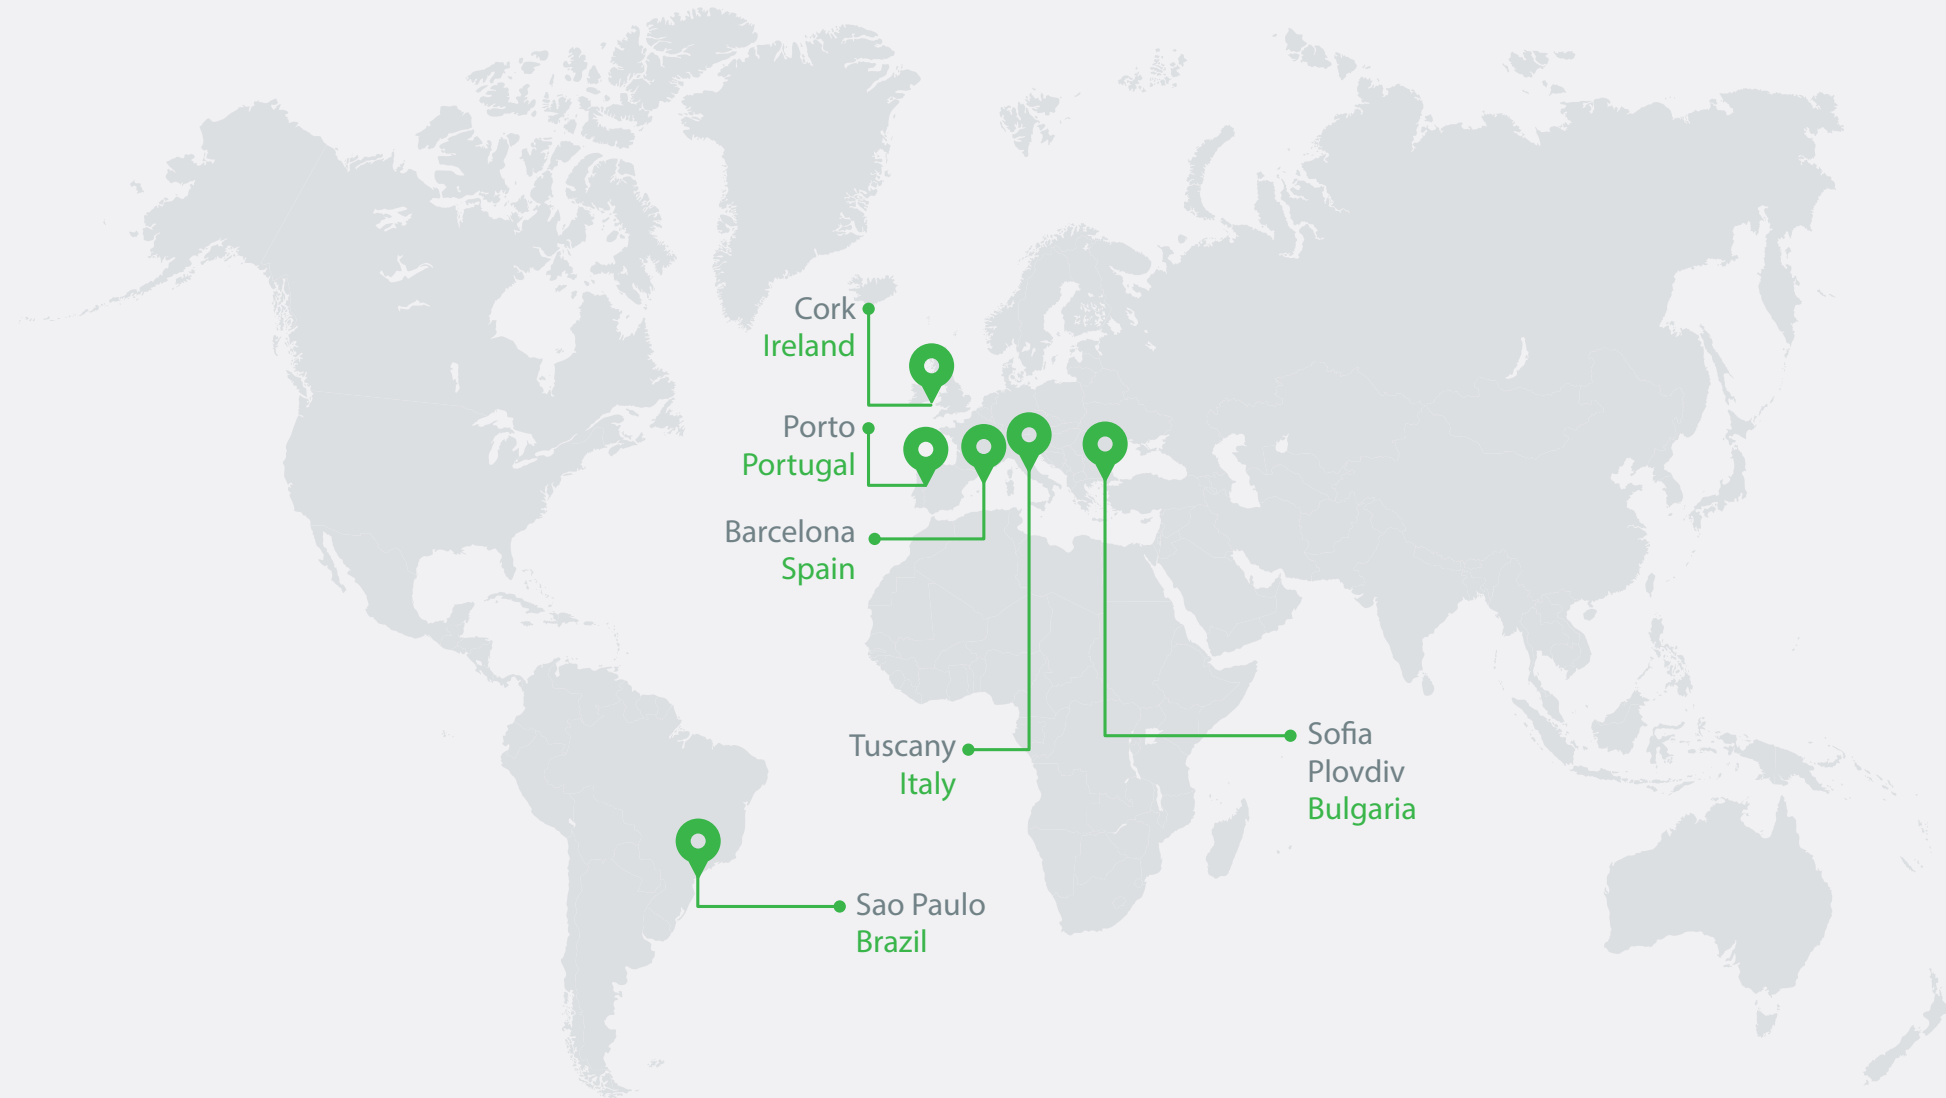 Cork
Ireland
Porto
Portugal
Barcelona
Spain
Tuscany
Italy
Sofia
Plovdiv
Bulgaria
Sao Paulo
Brazil